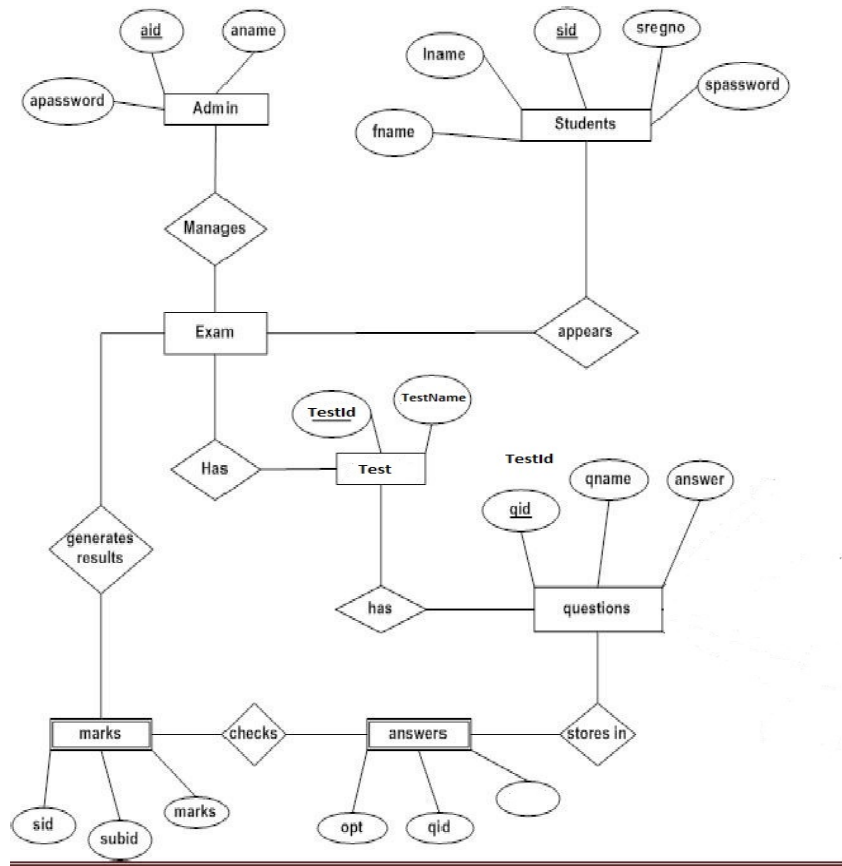 aid
aname
apassword
Admin
Manages
lname
sid
sregno
spassword
fname
Students
Exam
appears
TestId
TestName
Has
Test
TestId
qname
answer
qid
generates
results
has
questions
marks
checks
answers
stores in
sid
subid
marks
opt
qid